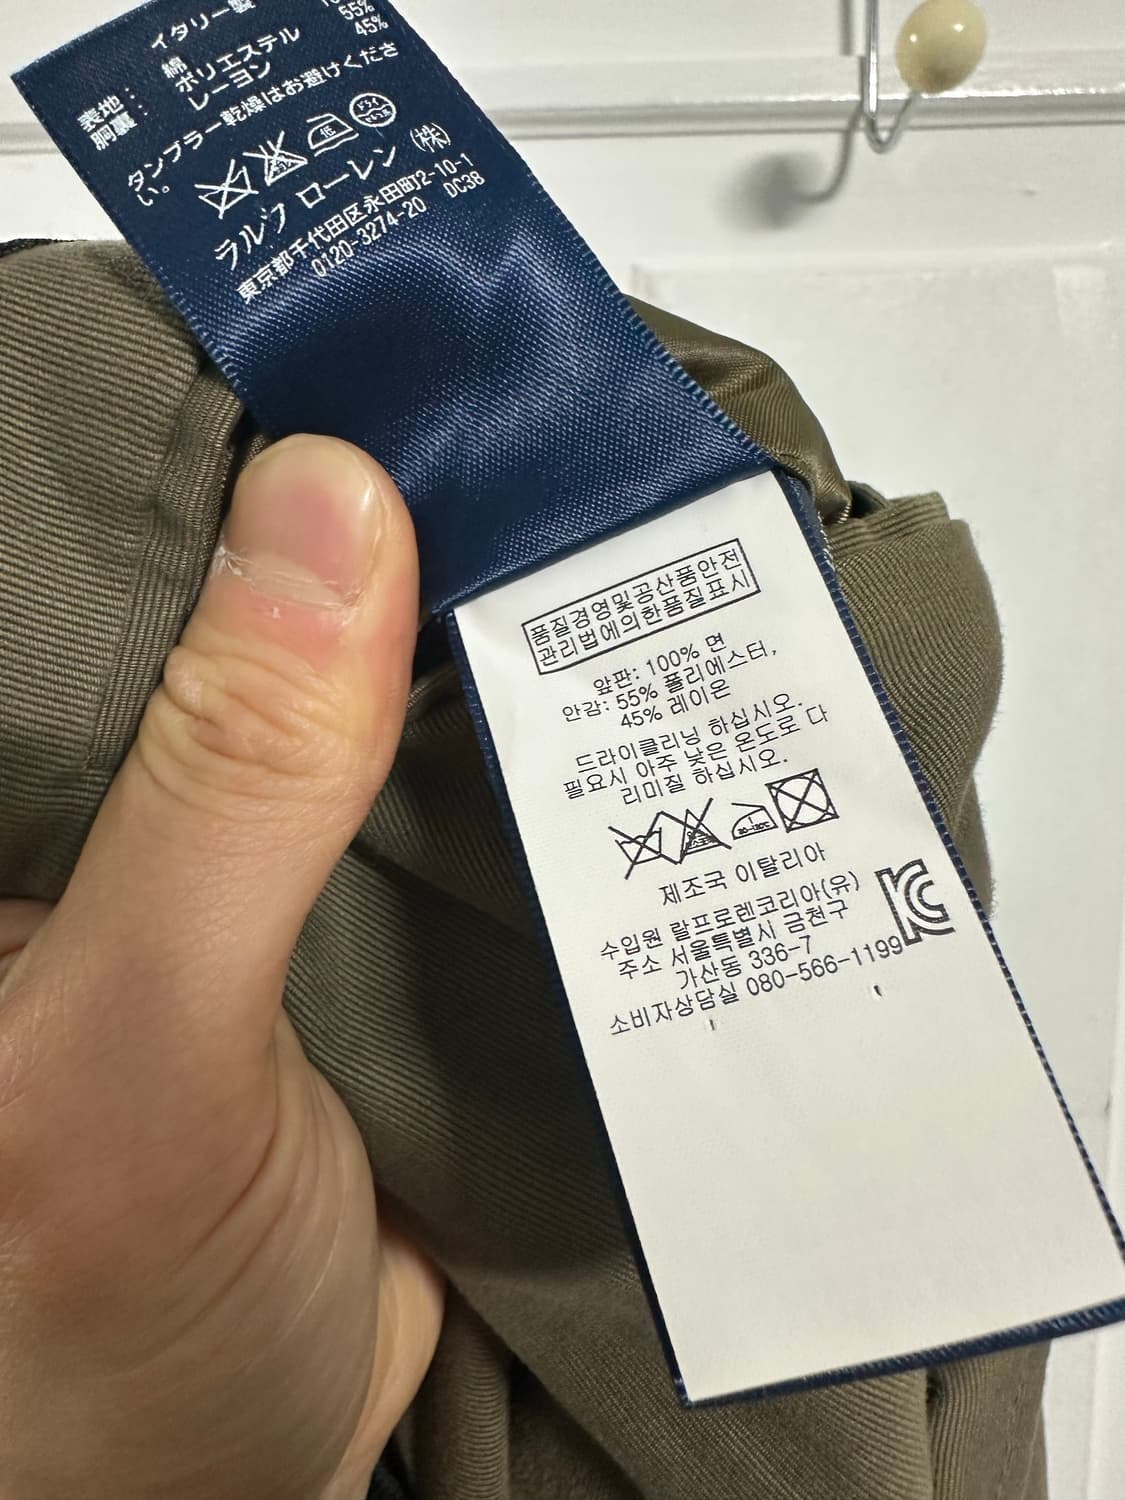 イタリー製
表地： 綿
胴裏： ポリエステル 55%
レーヨン 45%
タンブラー乾燥はお避けくださ
い。
低
ドライ
ラルフ ローレン (株)
東京都千代田区永田町2-10-1
0120-3274-20 DC38
품질경영및공산품안전
관리법에의한품질표시
앞판: 100% 면
안감: 55% 폴리에스터,
45% 레이온
드라이클리닝 하십시오.
필요시 아주 낮은 온도로 다
리미질 하십시오.
80-120℃
제조국 이탈리아
수입원 랄프로렌코리아(유)
주소 서울특별시 금천구
가산동 336-7
소비자상담실 080-566-1199